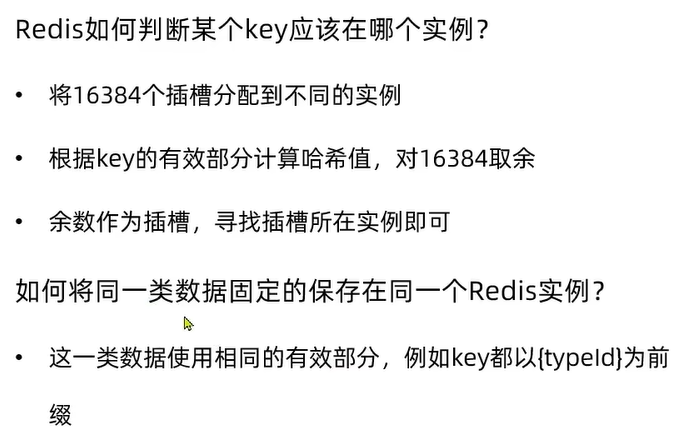 Redis如何判断某个key应该在哪个实例？
• 将16384个插槽分配到不同的实例
• 根据key的有效部分计算哈希值，对16384取余
• 余数作为插槽，寻找插槽所在实例即可
如何将同一类数据固定的保存在同一个Redis实例？
• 这一类数据使用相同的有效部分，例如key都以{typeId}为前
缀